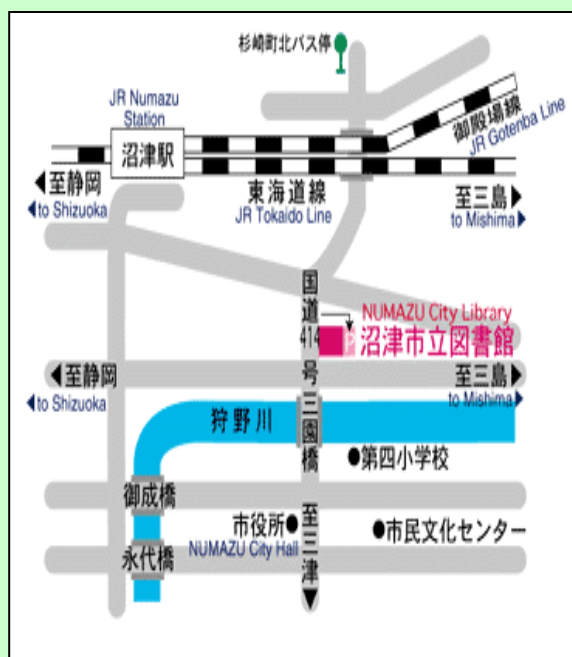 杉崎町北バス停
JR Numazu
Station
沼津駅
御殿場線
JR Gotenba Line
至静岡
to Shizuoka
東海道線
JR Tokaido Line
至三島
to Mishima
国道414号
NUMAZU City Library
P
沼津市立図書館
至静岡
to Shizuoka
至三島
to Mishima
狩野川
三園橋
第四小学校
御成橋
市役所
NUMAZU City Hall
至三津
市民文化センター
永代橋